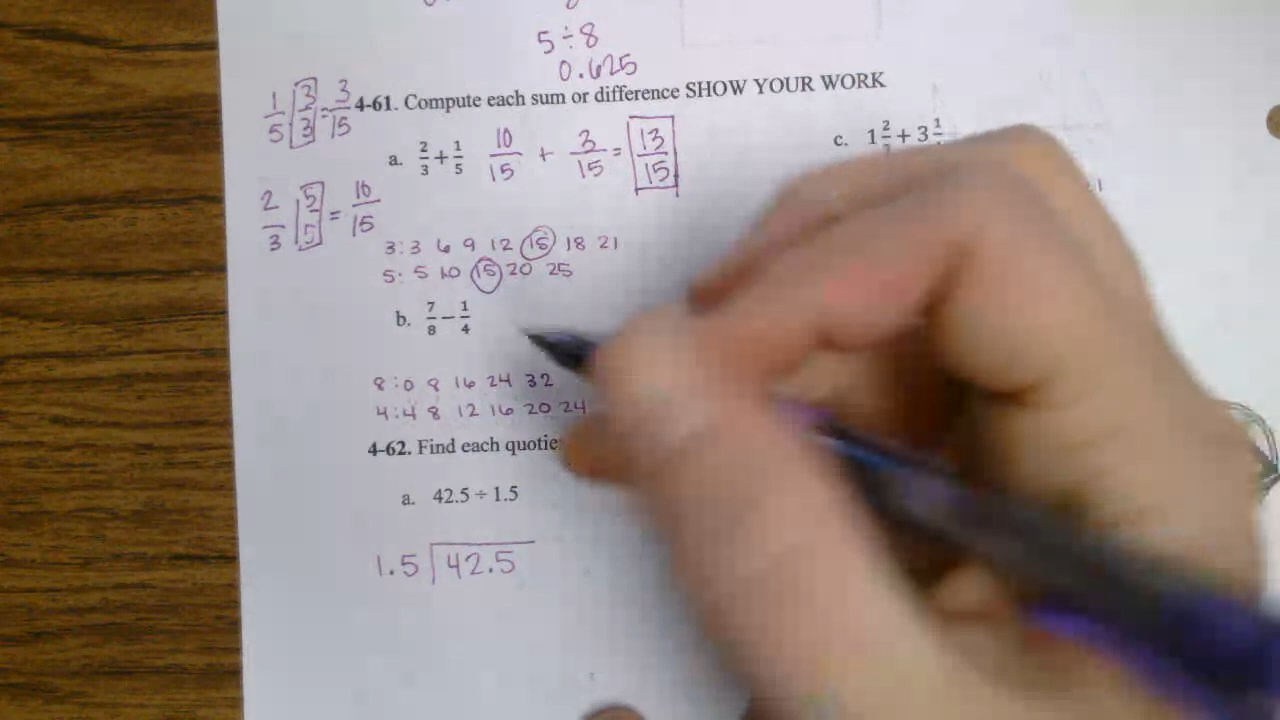 5 ÷ 8
0.625
1/5 | 3/3 = 3/15
4-61. Compute each sum or difference SHOW YOUR WORK
a. 2/3 + 1/5 10/15 + 3/15 = 13/15
c. 1 2/ + 3 1/
2/3 | 5/5 = 10/15
3: 3 6 9 12 15 18 21
5: 5 10 15 20 25
b. 7/8 − 1/4
8: 0 8 16 24 32
4: 4 8 12 16 20 24
4-62. Find each
a. 42.5 ÷ 1.5
1.5 42.5